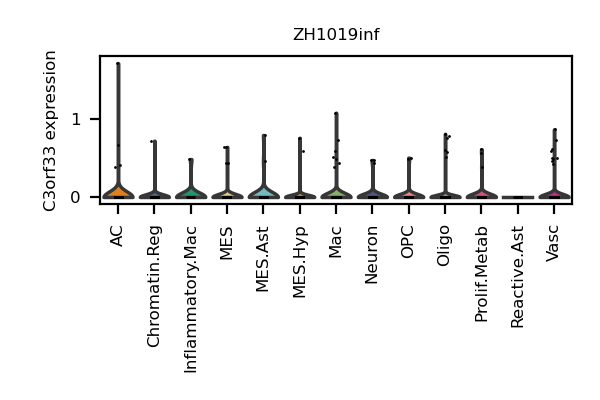 ZH1019inf
C3orf33 expression
1
0
AC
Chromatin.Reg
Inflammatory.Mac
MES
MES.Ast
MES.Hyp
Mac
Neuron
OPC
Oligo
Prolif.Metab
Reactive.Ast
Vasc